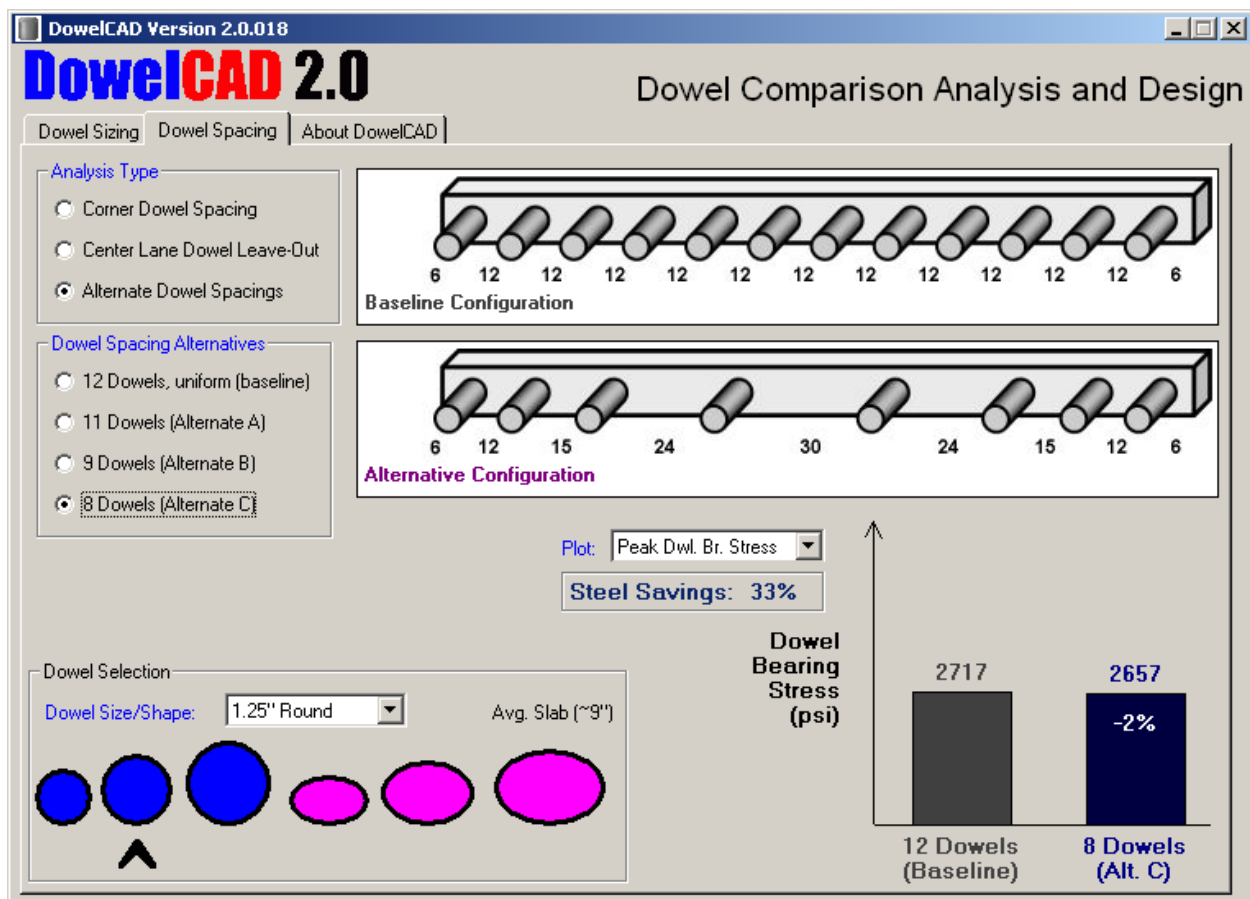 DowelCAD Version 2.0.018
DowelCAD 2.0
Dowel Comparison Analysis and Design
Dowel Sizing Dowel Spacing About DowelCAD
Analysis Type
Corner Dowel Spacing
Center Lane Dowel Leave-Out
Alternate Dowel Spacings
6 12 12 12 12 12 12 12 12 12 12 12 6
Baseline Configuration
Dowel Spacing Alternatives
12 Dowels, uniform (baseline)
11 Dowels (Alternate A)
9 Dowels (Alternate B)
8 Dowels (Alternate C)
6 12 15 24 30 24 15 12 6
Alternative Configuration
Plot: Peak Dwl. Br. Stress
Steel Savings: 33%
Dowel
Bearing
Stress
(psi)
2717 2657
-2%
12 Dowels
(Baseline)
8 Dowels
(Alt. C)
Dowel Selection
Dowel Size/Shape: 1.25" Round Avg. Slab (~9")